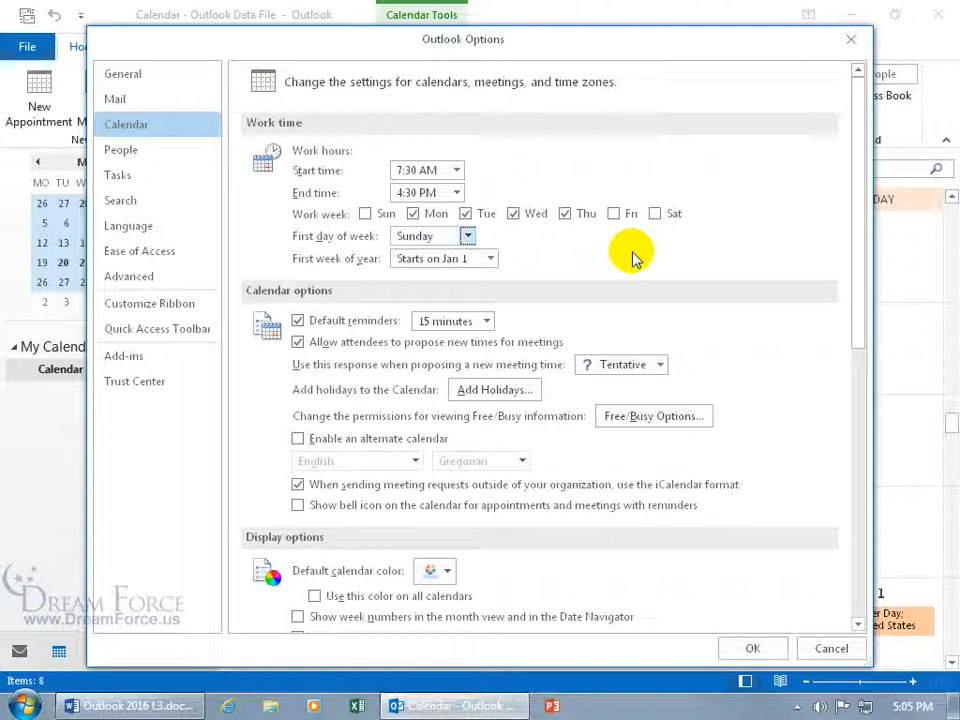 Calendar - Outlook Data File - Outlook
Calendar Tools
File
Outlook Options
New
Appointment
General
Mail
Calendar
People
Tasks
Search
Language
Ease of Access
Advanced
Customize Ribbon
Quick Access Toolbar
Add-ins
Trust Center
Change the settings for calendars, meetings, and time zones.
Work time
Work hours:
Start time: 7:30 AM
End time: 4:30 PM
Work week: Sun Mon Tue Wed Thu Fri Sat
First day of week: Sunday
First week of year: Starts on Jan 1
Calendar options
Default reminders: 15 minutes
Allow attendees to propose new times for meetings
Use this response when proposing a new meeting time: ? Tentative
Add holidays to the Calendar: Add Holidays...
Change the permissions for viewing Free/Busy information: Free/Busy Options...
Enable an alternate calendar
English Gregorian
When sending meeting requests outside of your organization, use the iCalendar format
Show bell icon on the calendar for appointments and meetings with reminders
Display options
Default calendar color:
Use this color on all calendars
Show week numbers in the month view and in the Date Navigator
OK Cancel
MO TU
26 27 2
5 6
12 13 2
19 20 2
26 27 2
2 3
My Calend
Calendar
ss Book
DAY
1
er Day;
ed States
DREAM FORCE
www.DreamForce.us
Items: 8
Outlook 2016 L3.doc...
Calendar - Outlook ...
5:05 PM